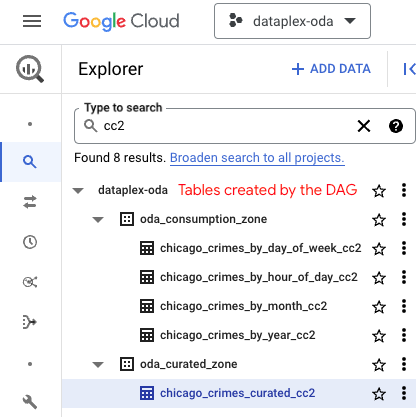 Google Cloud
dataplex-oda
Explorer
+ ADD DATA
Type to search
cc2
Found 8 results. Broaden search to all projects.
dataplex-oda Tables created by the DAG
oda_consumption_zone
chicago_crimes_by_day_of_week_cc2
chicago_crimes_by_hour_of_day_cc2
chicago_crimes_by_month_cc2
chicago_crimes_by_year_cc2
oda_curated_zone
chicago_crimes_curated_cc2